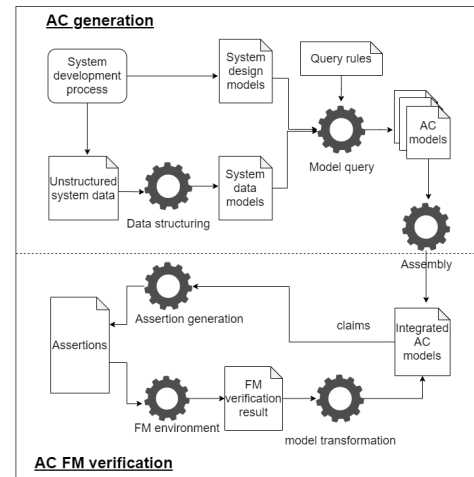 AC generation
System
development
process
System
design
models
Query rules
Model query
AC
models
Unstructured
system data
Data structuring
System
data
models
Assembly
Assertion generation
claims
Integrated
AC
models
Assertions
FM environment
FM
verification
result
model transformation
AC FM verification